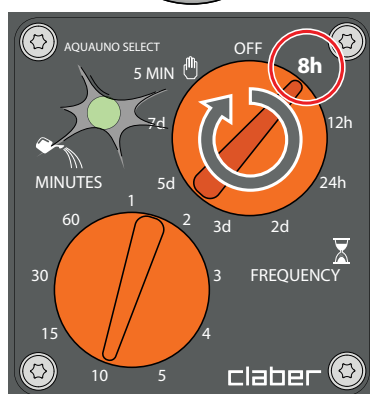 AQUAUNO SELECT
OFF
8h
5 MIN
7d
12h
MINUTES
5d
24h
1
60
2
3d
2d
30
3
FREQUENCY
15
4
10
5
claber